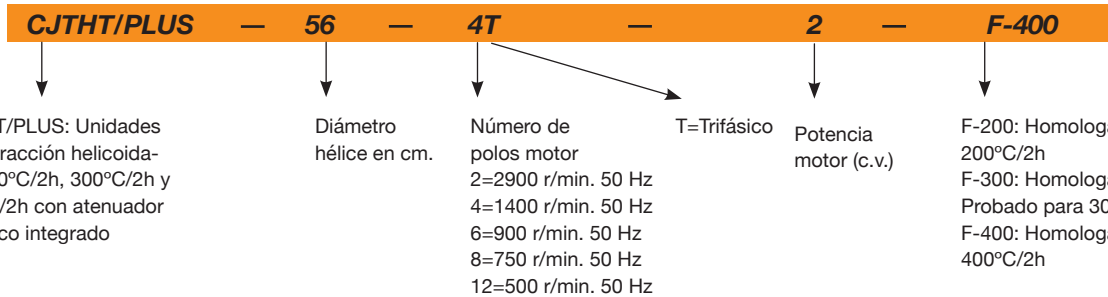 CJTHT/PLUS — 56 — 4T — 2 — F-400
T/PLUS: Unidades
racción helicoida-
0ºC/2h, 300ºC/2h y
/2h con atenuador
co integrado
Diámetro
hélice en cm.
Número de
polos motor
2=2900 r/min. 50 Hz
4=1400 r/min. 50 Hz
6=900 r/min. 50 Hz
8=750 r/min. 50 Hz
12=500 r/min. 50 Hz
T=Trifásico
Potencia
motor (c.v.)
F-200: Homologa
200ºC/2h
F-300: Homologa
Probado para 30
F-400: Homologa
400ºC/2h